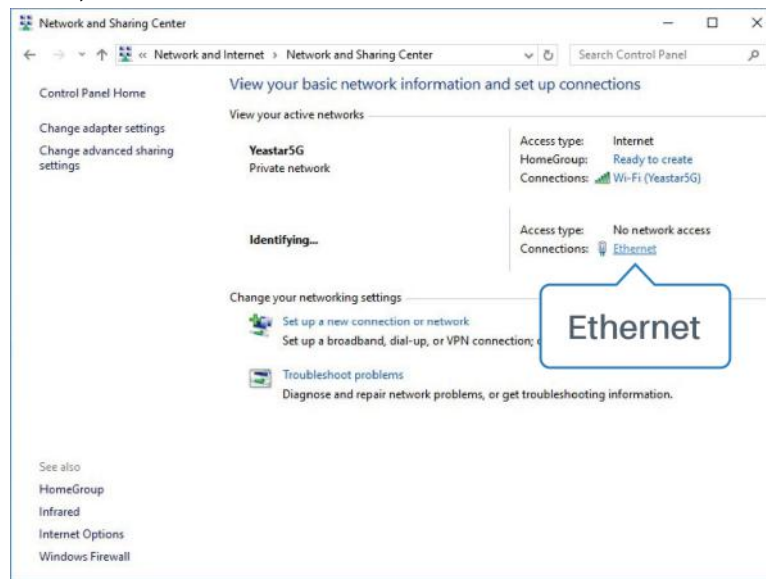 Network and Sharing Center
« Network and Internet › Network and Sharing Center
Search Control Panel
Control Panel Home
Change adapter settings
Change advanced sharing
settings
View your basic network information and set up connections
View your active networks
Yeastar5G
Private network
Access type: Internet
HomeGroup: Ready to create
Connections: Wi-Fi (Yeastar5G)
Identifying...
Access type: No network access
Connections: Ethernet
Ethernet
Change your networking settings
Set up a new connection or network
Set up a broadband, dial-up, or VPN connection;
Troubleshoot problems
Diagnose and repair network problems, or get troubleshooting information.
See also
HomeGroup
Infrared
Internet Options
Windows Firewall